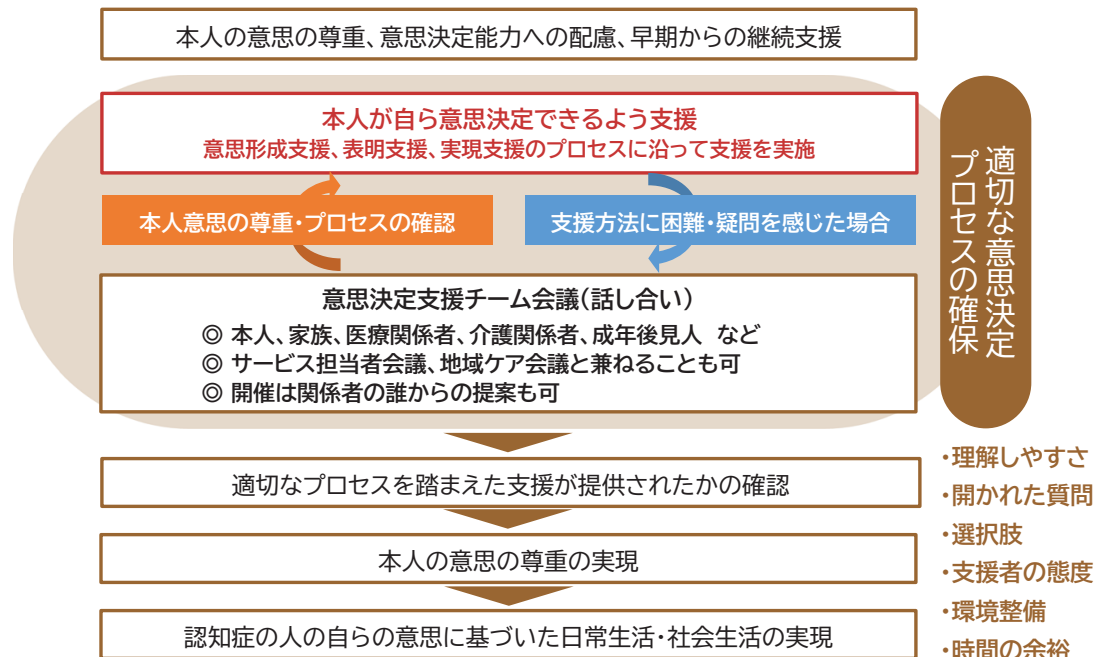 本人の意思の尊重、意思決定能力への配慮、早期からの継続支援
本人が自ら意思決定できるよう支援
意思形成支援、表明支援、実現支援のプロセスに沿って支援を実施
本人意思の尊重・プロセスの確認
支援方法に困難・疑問を感じた場合
意思決定支援チーム会議(話し合い)
◎ 本人、家族、医療関係者、介護関係者、成年後見人 など
◎ サービス担当者会議、地域ケア会議と兼ねることも可
◎ 開催は関係者の誰からの提案も可
適切な意思決定
プロセスの確保
適切なプロセスを踏まえた支援が提供されたかの確認
本人の意思の尊重の実現
認知症の人の自らの意思に基づいた日常生活・社会生活の実現
・理解しやすさ
・開かれた質問
・選択肢
・支援者の態度
・環境整備
・時間の余裕